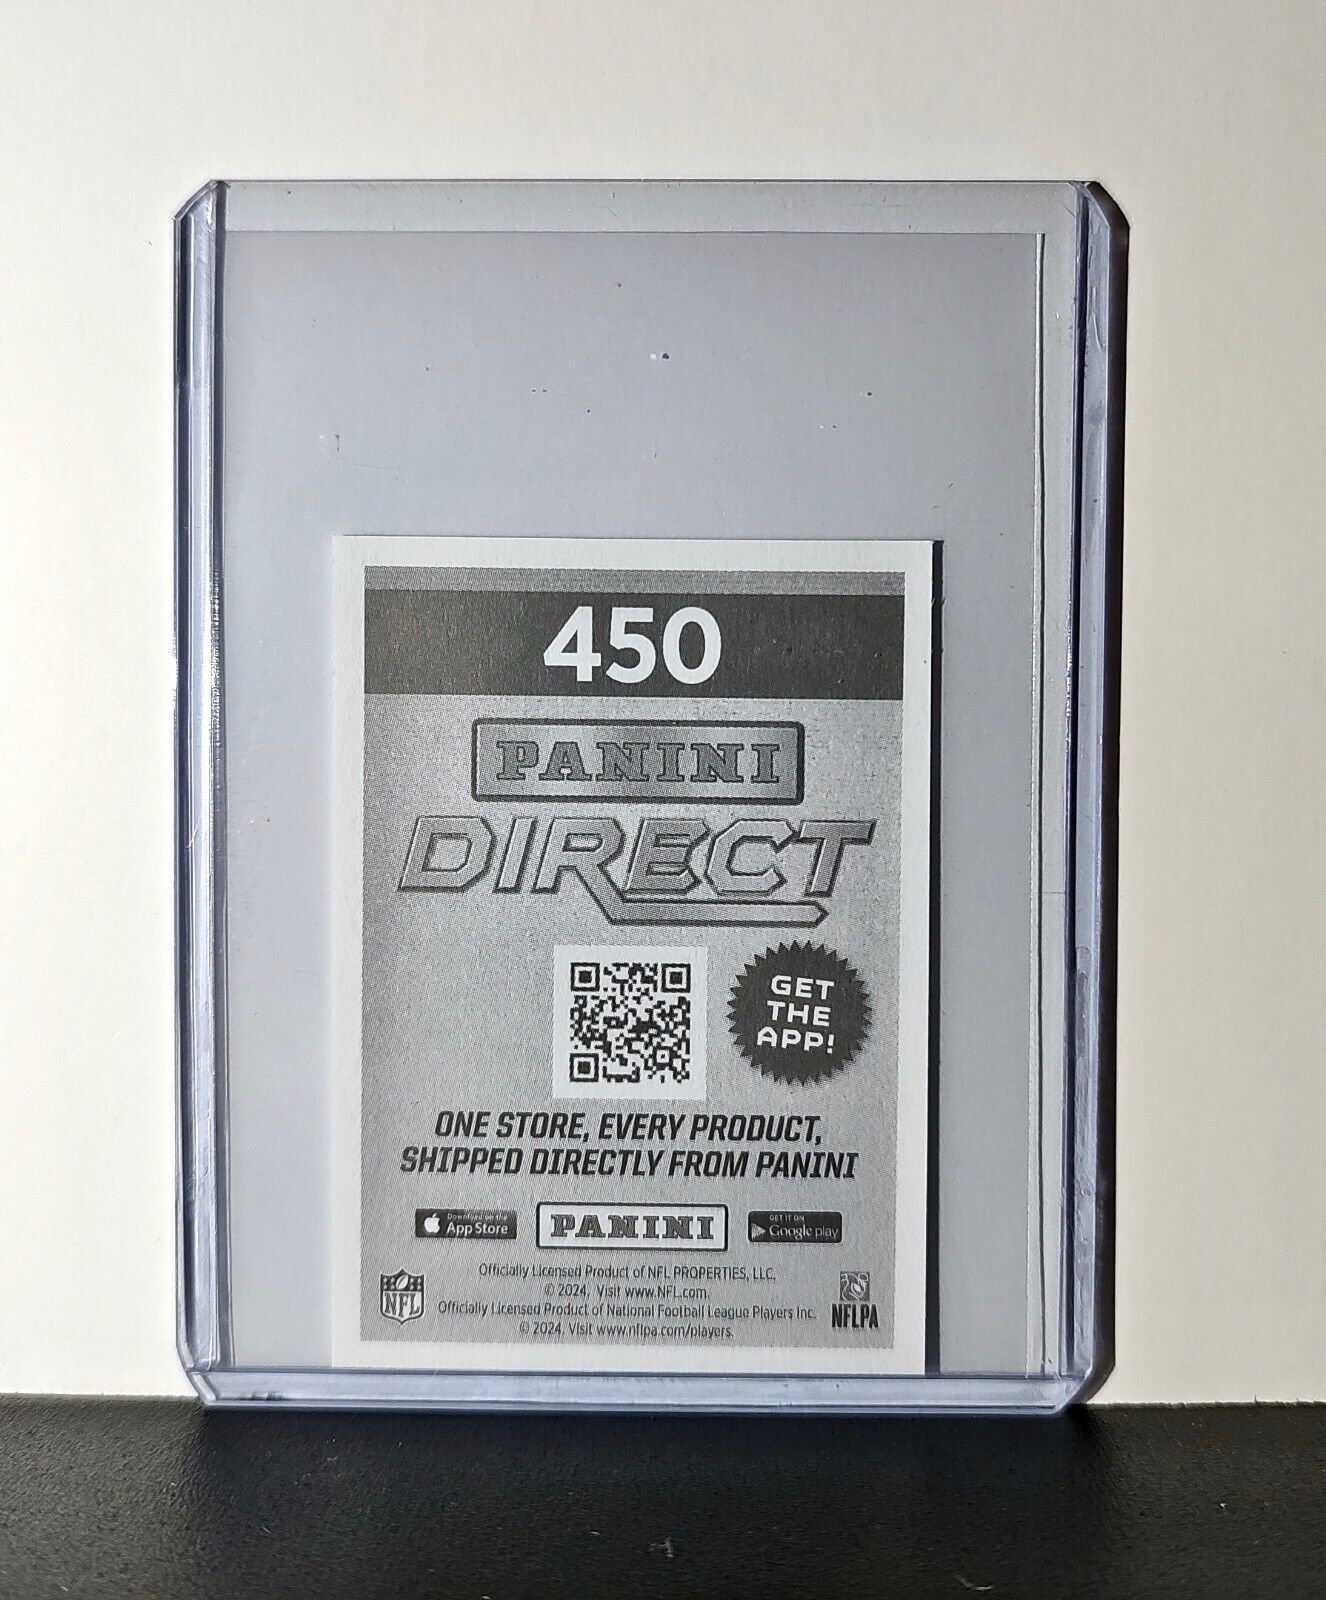 450
PANINI
DIRECT
GET
THE
APP!
ONE STORE, EVERY PRODUCT,
SHIPPED DIRECTLY FROM PANINI
Download on the
App Store
PANINI
GET IT ON
Google play
Officially Licensed Product of NFL PROPERTIES, LLC.
© 2024. Visit www.NFL.com.
Officially Licensed Product of National Football League Players Inc.
© 2024. Visit www.nflpa.com/players.
NFL
NFLPA